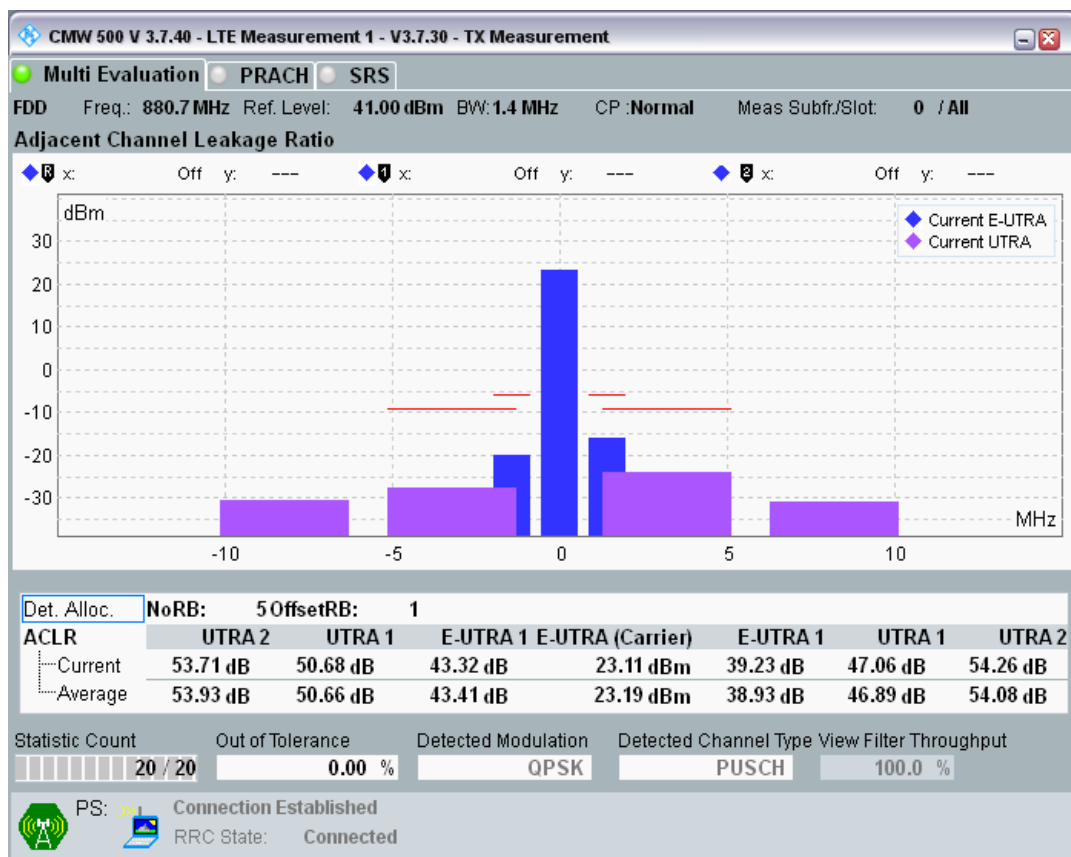 CMW 500 V 3.7.40 - LTE Measurement 1 - V3.7.30 - TX Measurement
Multi Evaluation PRACH SRS
FDD Freq.: 880.7 MHz Ref. Level: 41.00 dBm BW: 1.4 MHz CP :Normal Meas Subfr./Slot: 0 / All
Adjacent Channel Leakage Ratio
R x: Off y: --- 1 x: Off y: --- 2 x: Off y: ---
dBm
Current E-UTRA
Current UTRA
30
20
10
0
-10
-20
-30
MHz
-10 -5 0 5 10
Det. Alloc. NoRB: 5 OffsetRB: 1
ACLR UTRA 2 UTRA 1 E-UTRA 1 E-UTRA (Carrier) E-UTRA 1 UTRA 1 UTRA 2
Current 53.71 dB 50.68 dB 43.32 dB 23.11 dBm 39.23 dB 47.06 dB 54.26 dB
Average 53.93 dB 50.66 dB 43.41 dB 23.19 dBm 38.93 dB 46.89 dB 54.08 dB
Statistic Count Out of Tolerance Detected Modulation Detected Channel Type View Filter Throughput
20 / 20 0.00 % QPSK PUSCH 100.0 %
PS: Connection Established
RRC State: Connected